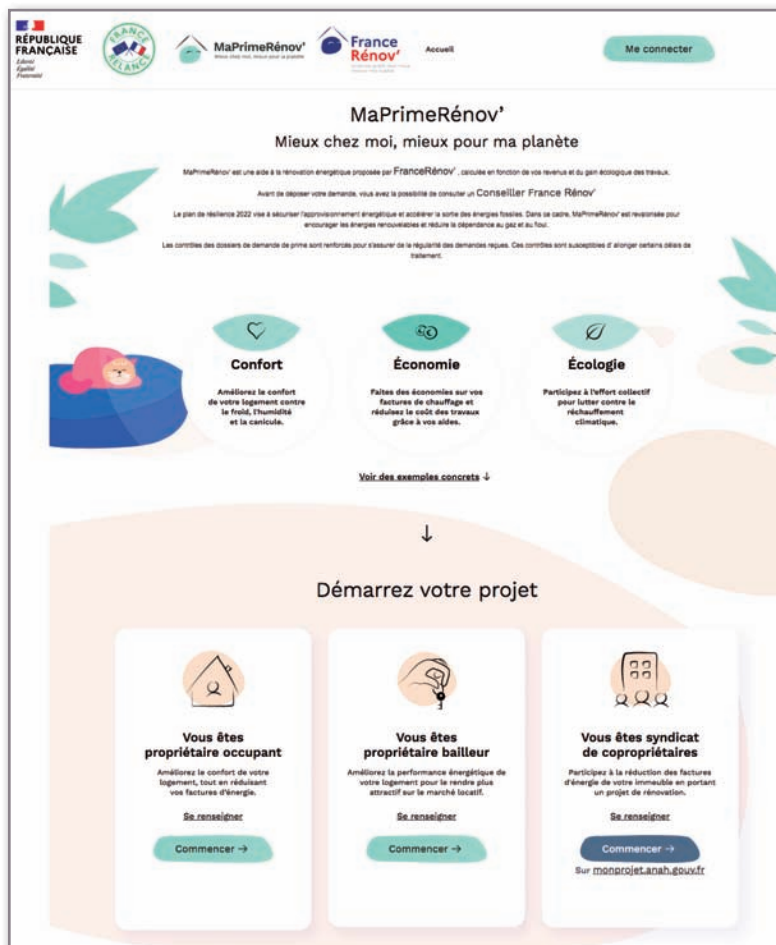 RÉPUBLIQUE
FRANÇAISE
Liberté
Égalité
Fraternité
FRANCE
RELANCE
MaPrimeRénov'
Mieux chez moi, mieux pour ma planète
France
Rénov'
Accueil
Me connecter
MaPrimeRénov'
Mieux chez moi, mieux pour ma planète
MaPrimeRénov' est une aide à la rénovation énergétique proposée par FranceRénov' , calculée en fonction de vos revenus et du gain écologique des travaux.
Avant de déposer votre demande, vous avez la possibilité de consulter un Conseiller France Rénov'
Le plan de résilience 2022 vise à sécuriser l'approvisionnement énergétique et accélérer la sortie des énergies fossiles. Dans ce cadre, MaPrimeRénov' est revalorisée pour
encourager les énergies renouvelables et réduire la dépendance au gaz et au fioul.
Les contrôles des dossiers de demande de prime sont renforcés pour s'assurer de la régularité des demandes reçues. Ces contrôles sont susceptibles d' allonger certains délais de
traitement.
Confort
Améliorez le confort
de votre logement contre
le froid, l'humidité
et la canicule.
Économie
Faites des économies sur vos
factures de chauffage et
réduisez le coût des travaux
grâce à vos aides.
Écologie
Participez à l'effort collectif
pour lutter contre le
réchauffement
climatique.
Voir des exemples concrets ↓
↓
Démarrez votre projet
Vous êtes
propriétaire occupant
Améliorez le confort de votre
logement, tout en réduisant
vos factures d'énergie.
Se renseigner
Commencer →
Vous êtes
propriétaire bailleur
Améliorez la performance énergétique de
votre logement pour le rendre plus
attractif sur le marché locatif.
Se renseigner
Commencer →
Vous êtes syndicat
de copropriétaires
Participez à la réduction des factures
d'énergie de votre immeuble en portant
un projet de rénovation.
Se renseigner
Commencer →
Sur monprojet.anah.gouv.fr